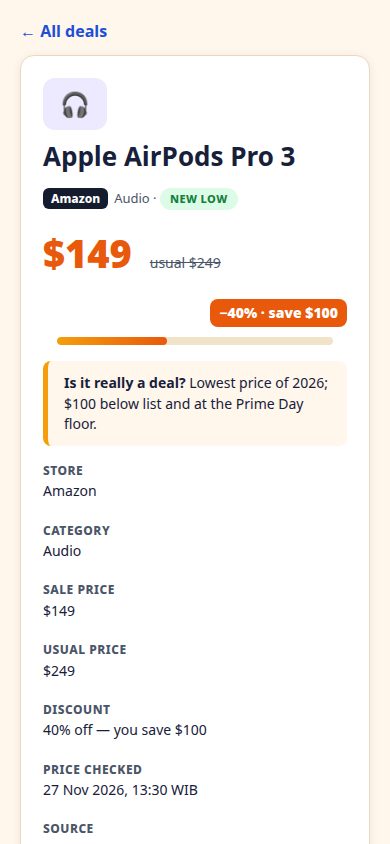 ← All deals
Apple AirPods Pro 3
Amazon Audio · NEW LOW
$149 usual $249
−40% · save $100
Is it really a deal? Lowest price of 2026;
$100 below list and at the Prime Day
floor.
STORE
Amazon
CATEGORY
Audio
SALE PRICE
$149
USUAL PRICE
$249
DISCOUNT
40% off — you save $100
PRICE CHECKED
27 Nov 2026, 13:30 WIB
SOURCE